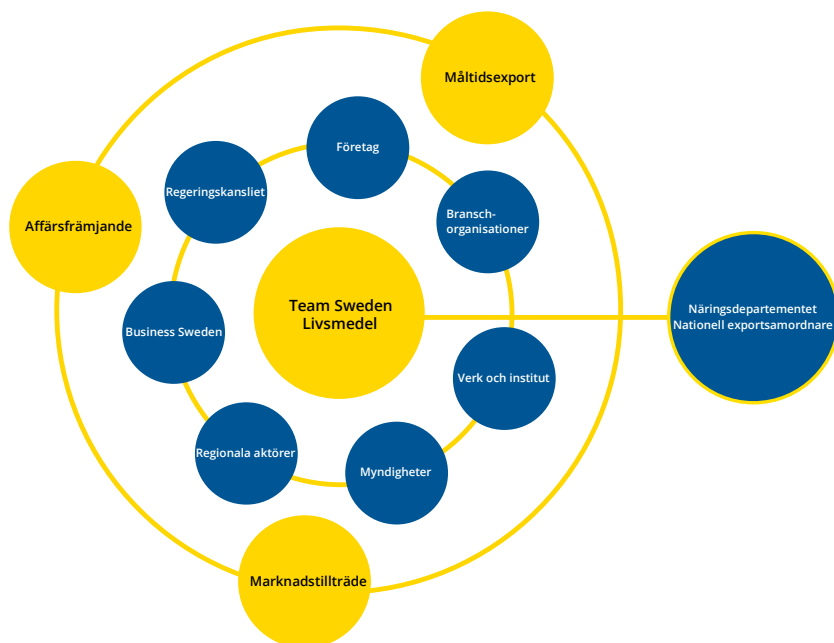 Måltidsexport
Företag
Regeringskansliet
Bransch-
organisationer
Affärsfrämjande
Team Sweden
Livsmedel
Näringsdepartementet
Nationell exportsamordnare
Business Sweden
Verk och institut
Regionala aktörer
Myndigheter
Marknadstillträde